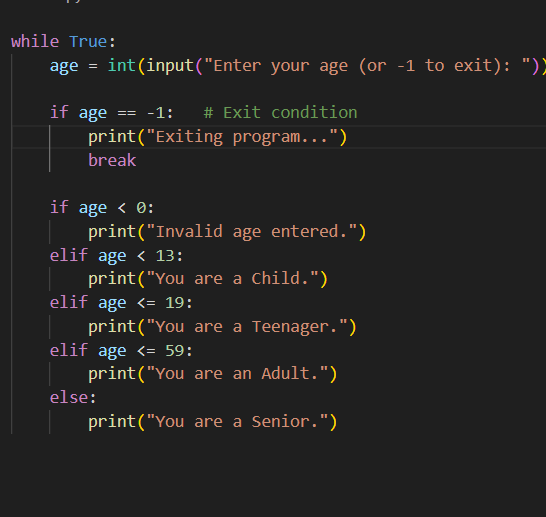 while True:
    age = int(input("Enter your age (or -1 to exit): "))
    if age == -1:   # Exit condition
        print("Exiting program...")
        break
    if age < 0:
        print("Invalid age entered.")
    elif age < 13:
        print("You are a Child.")
    elif age <= 19:
        print("You are a Teenager.")
    elif age <= 59:
        print("You are an Adult.")
    else:
        print("You are a Senior.")